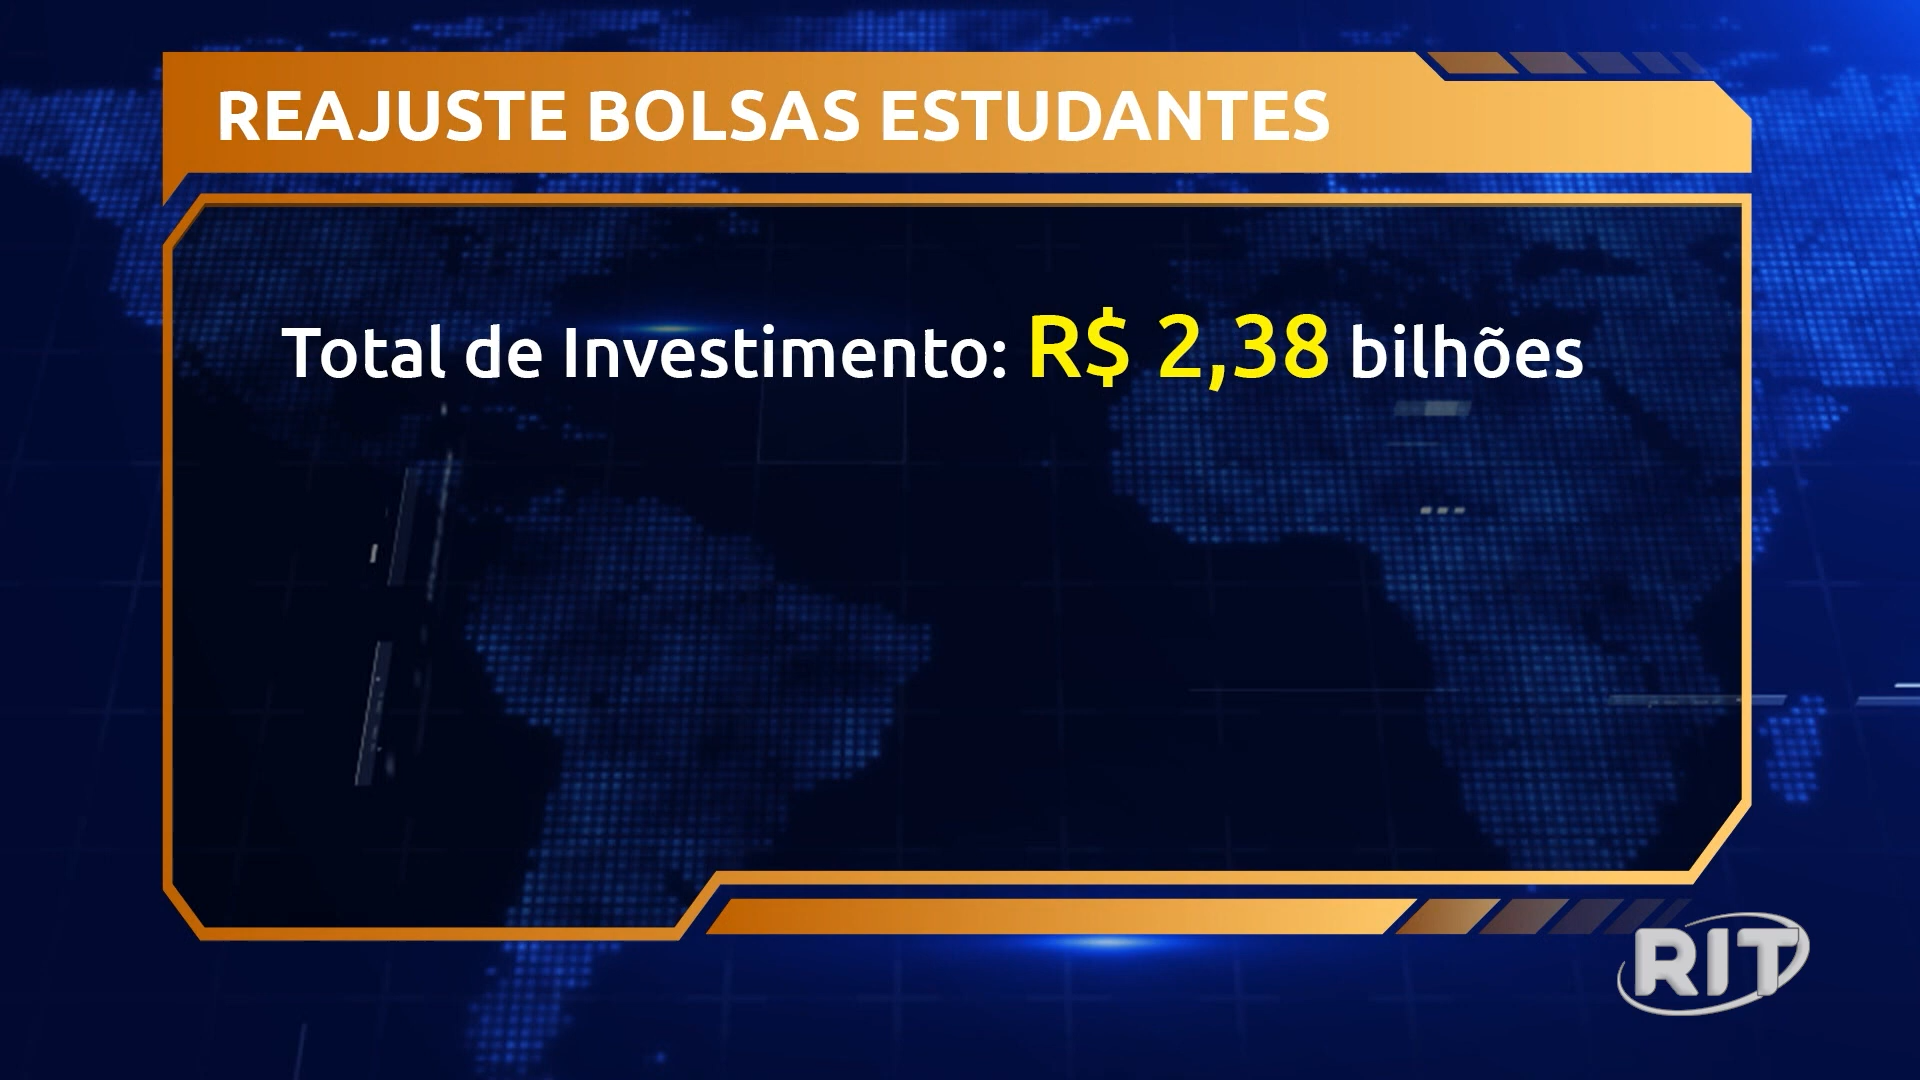 REAJUSTE BOLSAS ESTUDANTES
Total de Investimento: R$ 2,38 bilhões
RIT